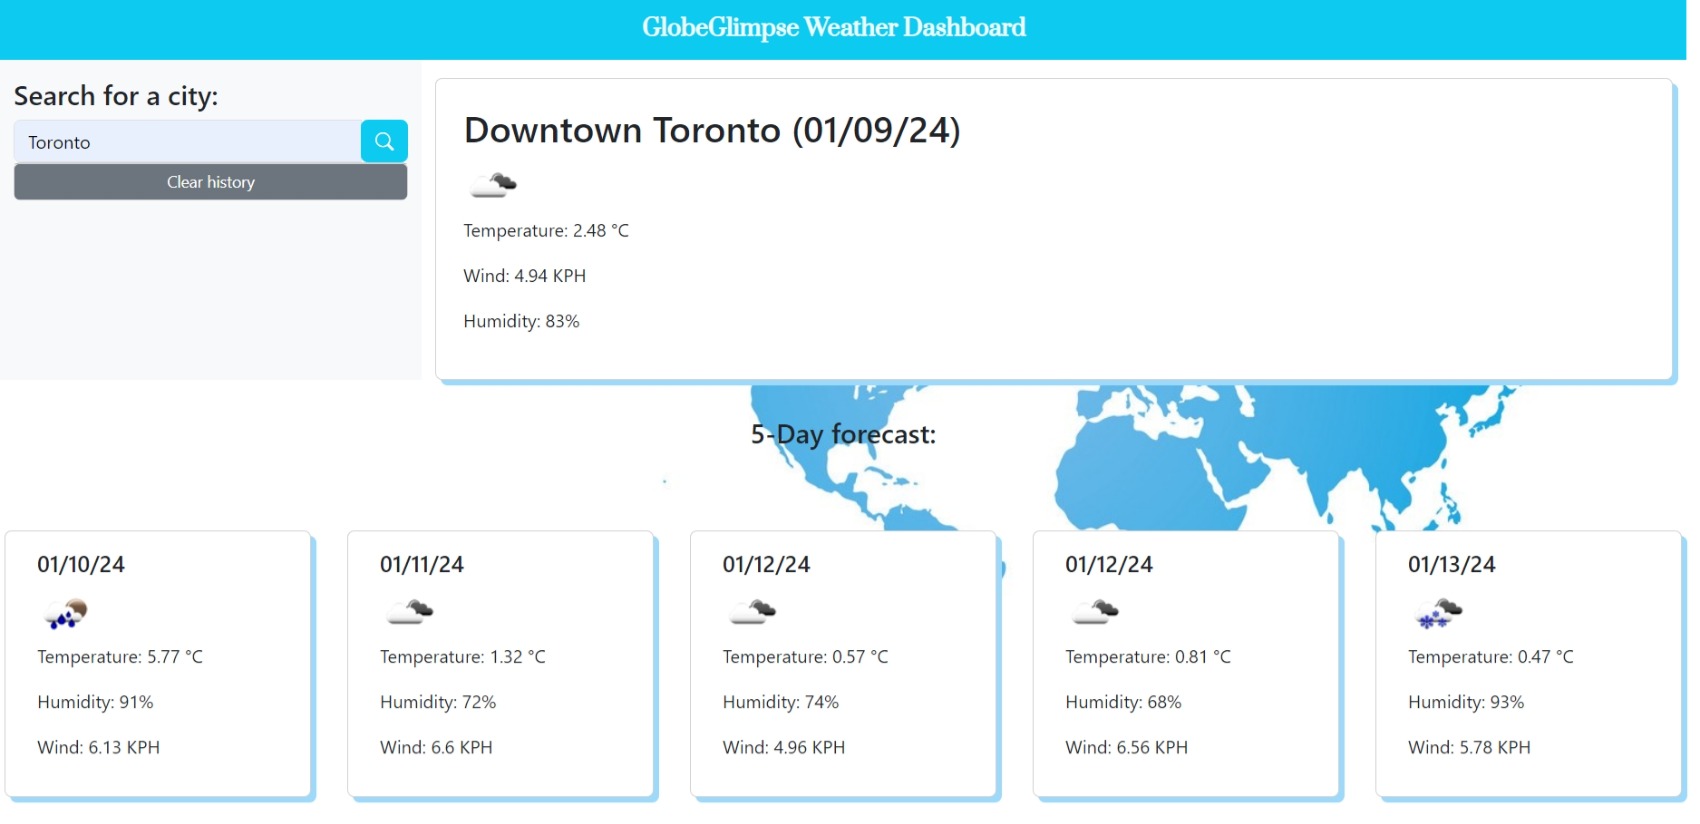 GlobeGlimpse Weather Dashboard
Search for a city:
Toronto
Clear history
Downtown Toronto (01/09/24)
Temperature: 2.48 °C
Wind: 4.94 KPH
Humidity: 83%
5-Day forecast:
01/10/24
Temperature: 5.77 °C
Humidity: 91%
Wind: 6.13 KPH
01/11/24
Temperature: 1.32 °C
Humidity: 72%
Wind: 6.6 KPH
01/12/24
Temperature: 0.57 °C
Humidity: 74%
Wind: 4.96 KPH
01/12/24
Temperature: 0.81 °C
Humidity: 68%
Wind: 6.56 KPH
01/13/24
Temperature: 0.47 °C
Humidity: 93%
Wind: 5.78 KPH